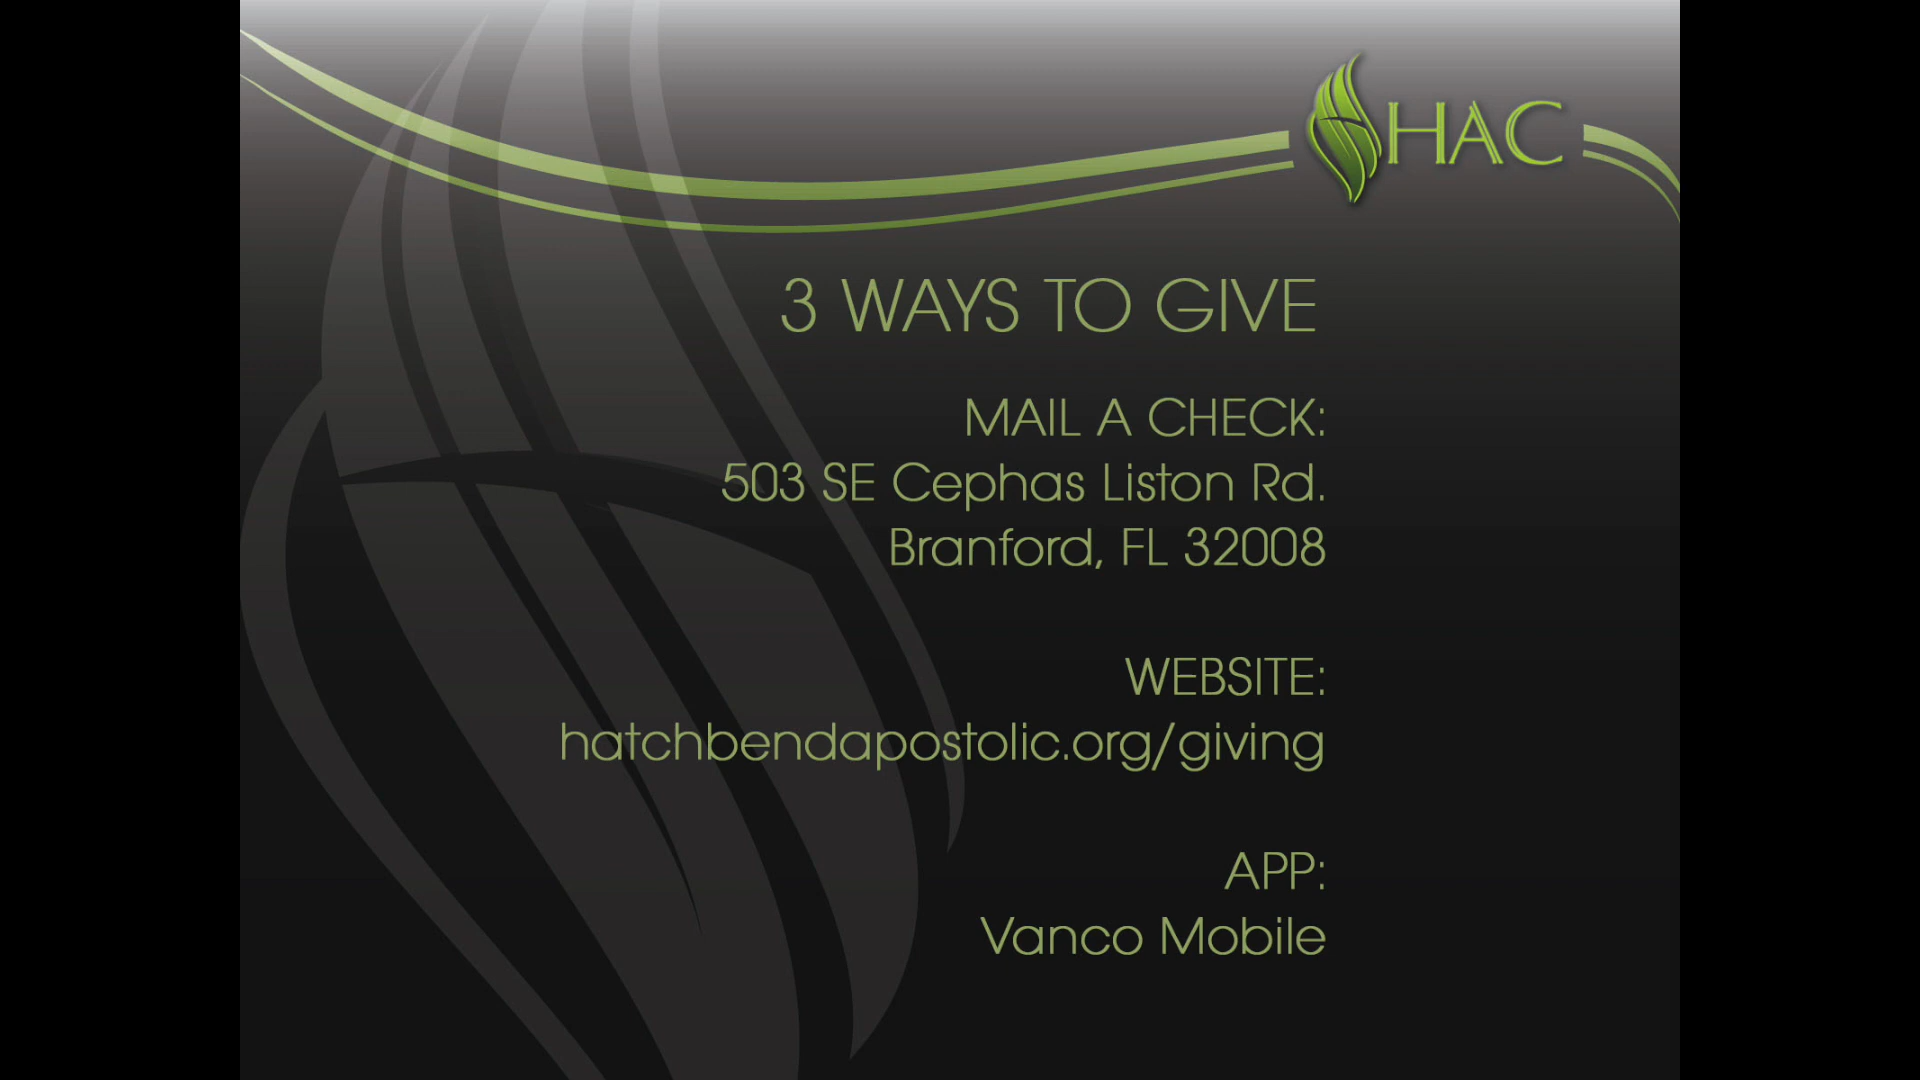 HAC
3 WAYS TO GIVE
MAIL A CHECK:
503 SE Cephas Liston Rd.
Branford, FL 32008
WEBSITE:
hatchbendapostolic.org/giving
APP:
Vanco Mobile